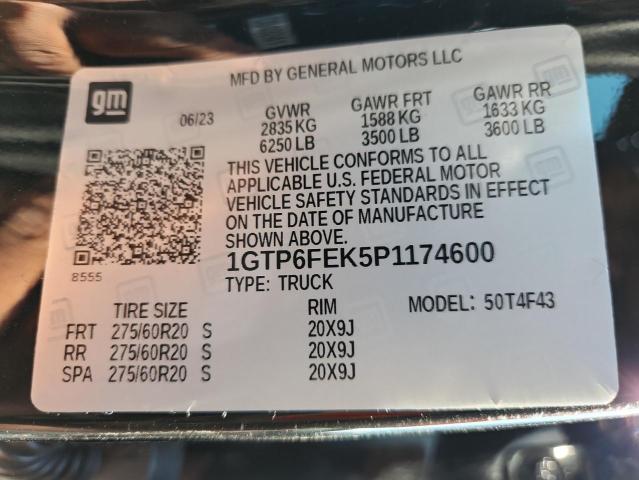 MFD BY GENERAL MOTORS LLC
gm
06/23 GVWR GAWR FRT GAWR RR
2835 KG 1588 KG 1633 KG
6250 LB 3500 LB 3600 LB
THIS VEHICLE CONFORMS TO ALL
APPLICABLE U.S. FEDERAL MOTOR
VEHICLE SAFETY STANDARDS IN EFFECT
ON THE DATE OF MANUFACTURE
SHOWN ABOVE.
8555
1GTP6FEK5P1174600
TYPE: TRUCK
TIRE SIZE RIM MODEL: 50T4F43
FRT 275/60R20 S 20X9J
RR 275/60R20 S 20X9J
SPA 275/60R20 S 20X9J